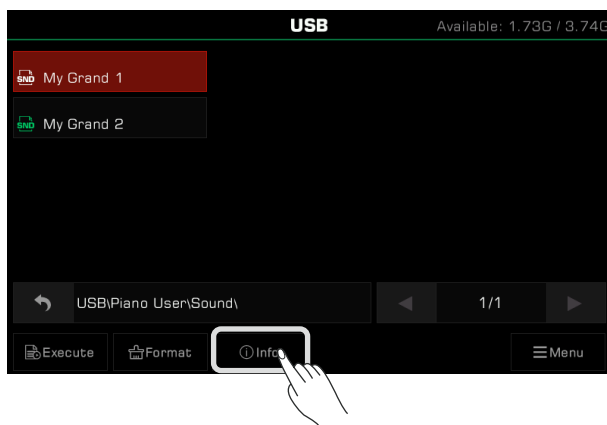 USB
Available: 1.73G / 3.74G
SND My Grand 1
SND My Grand 2
USB\Piano User\Sound\
1/1
Execute
Format
Info
Menu